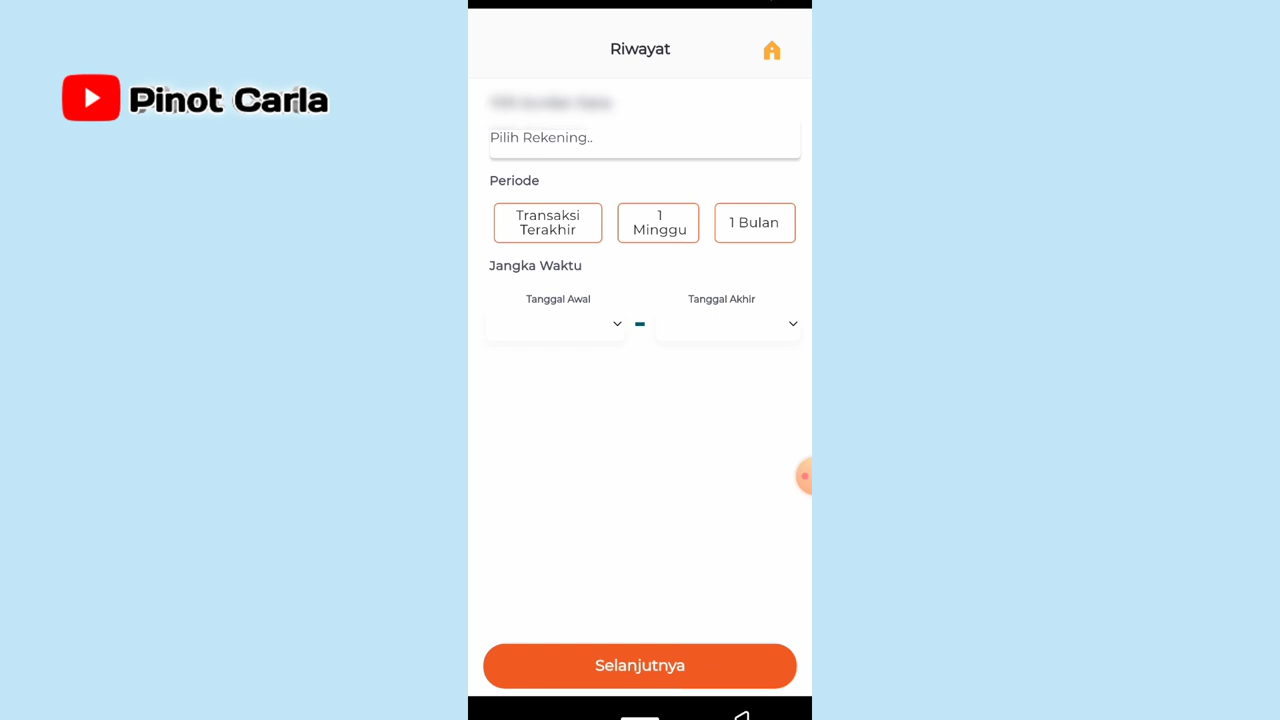 Pinot Carla
Riwayat
Pilih Rekening..
Periode
Transaksi
Terakhir
1
Minggu
1 Bulan
Jangka Waktu
Tanggal Awal
Tanggal Akhir
-
Selanjutnya